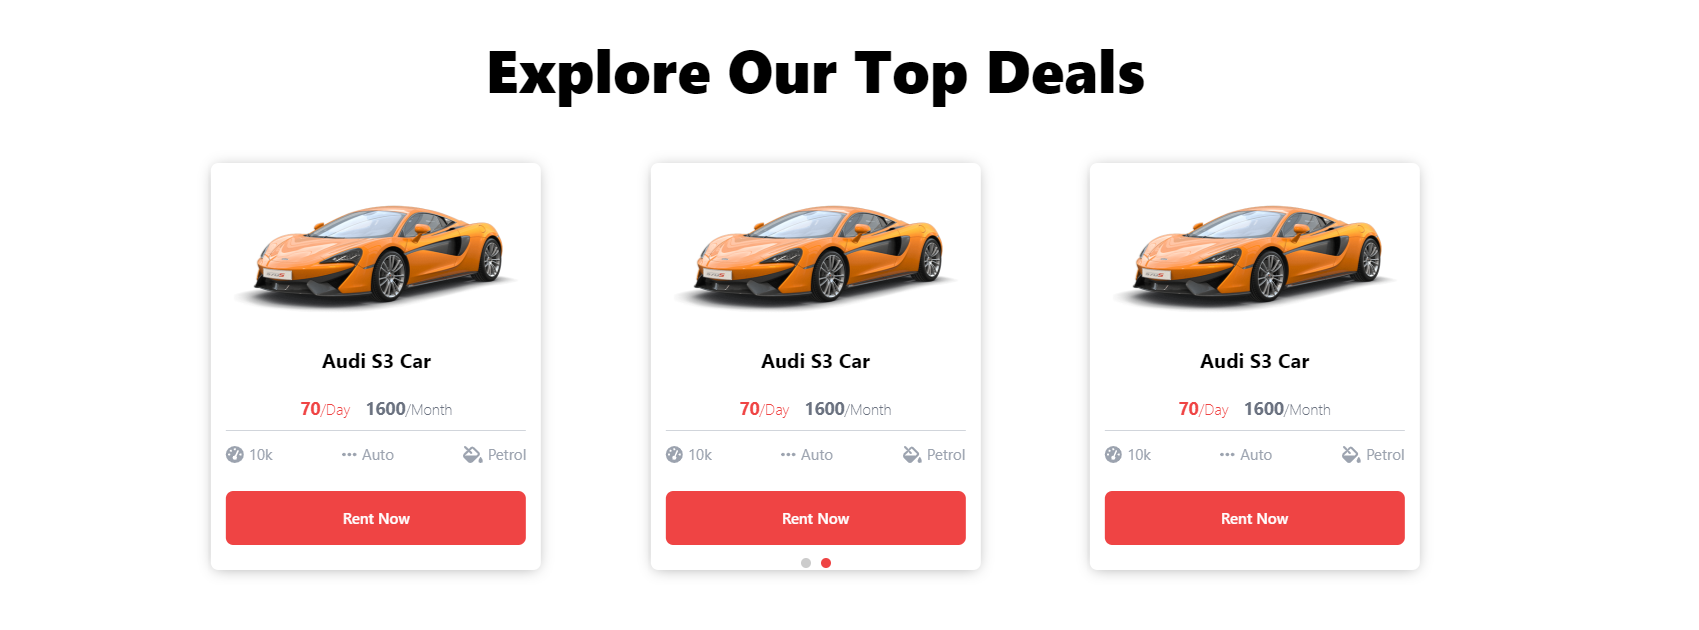 Explore Our Top Deals
Audi S3 Car
70/Day 1600/Month
10k Auto Petrol
Rent Now
Audi S3 Car
70/Day 1600/Month
10k Auto Petrol
Rent Now
Audi S3 Car
70/Day 1600/Month
10k Auto Petrol
Rent Now